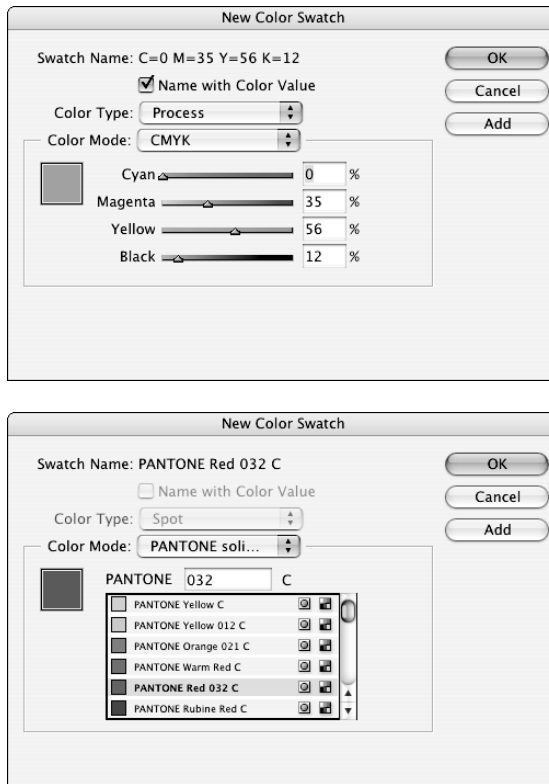 New Color Swatch
Swatch Name: C=0 M=35 Y=56 K=12
OK
Name with Color Value
Cancel
Color Type: Process
Add
Color Mode: CMYK
Cyan 0 %
Magenta 35 %
Yellow 56 %
Black 12 %
New Color Swatch
Swatch Name: PANTONE Red 032 C
OK
Name with Color Value
Cancel
Color Type: Spot
Add
Color Mode: PANTONE soli...
PANTONE 032 C
PANTONE Yellow C
PANTONE Yellow 012 C
PANTONE Orange 021 C
PANTONE Warm Red C
PANTONE Red 032 C
PANTONE Rubine Red C